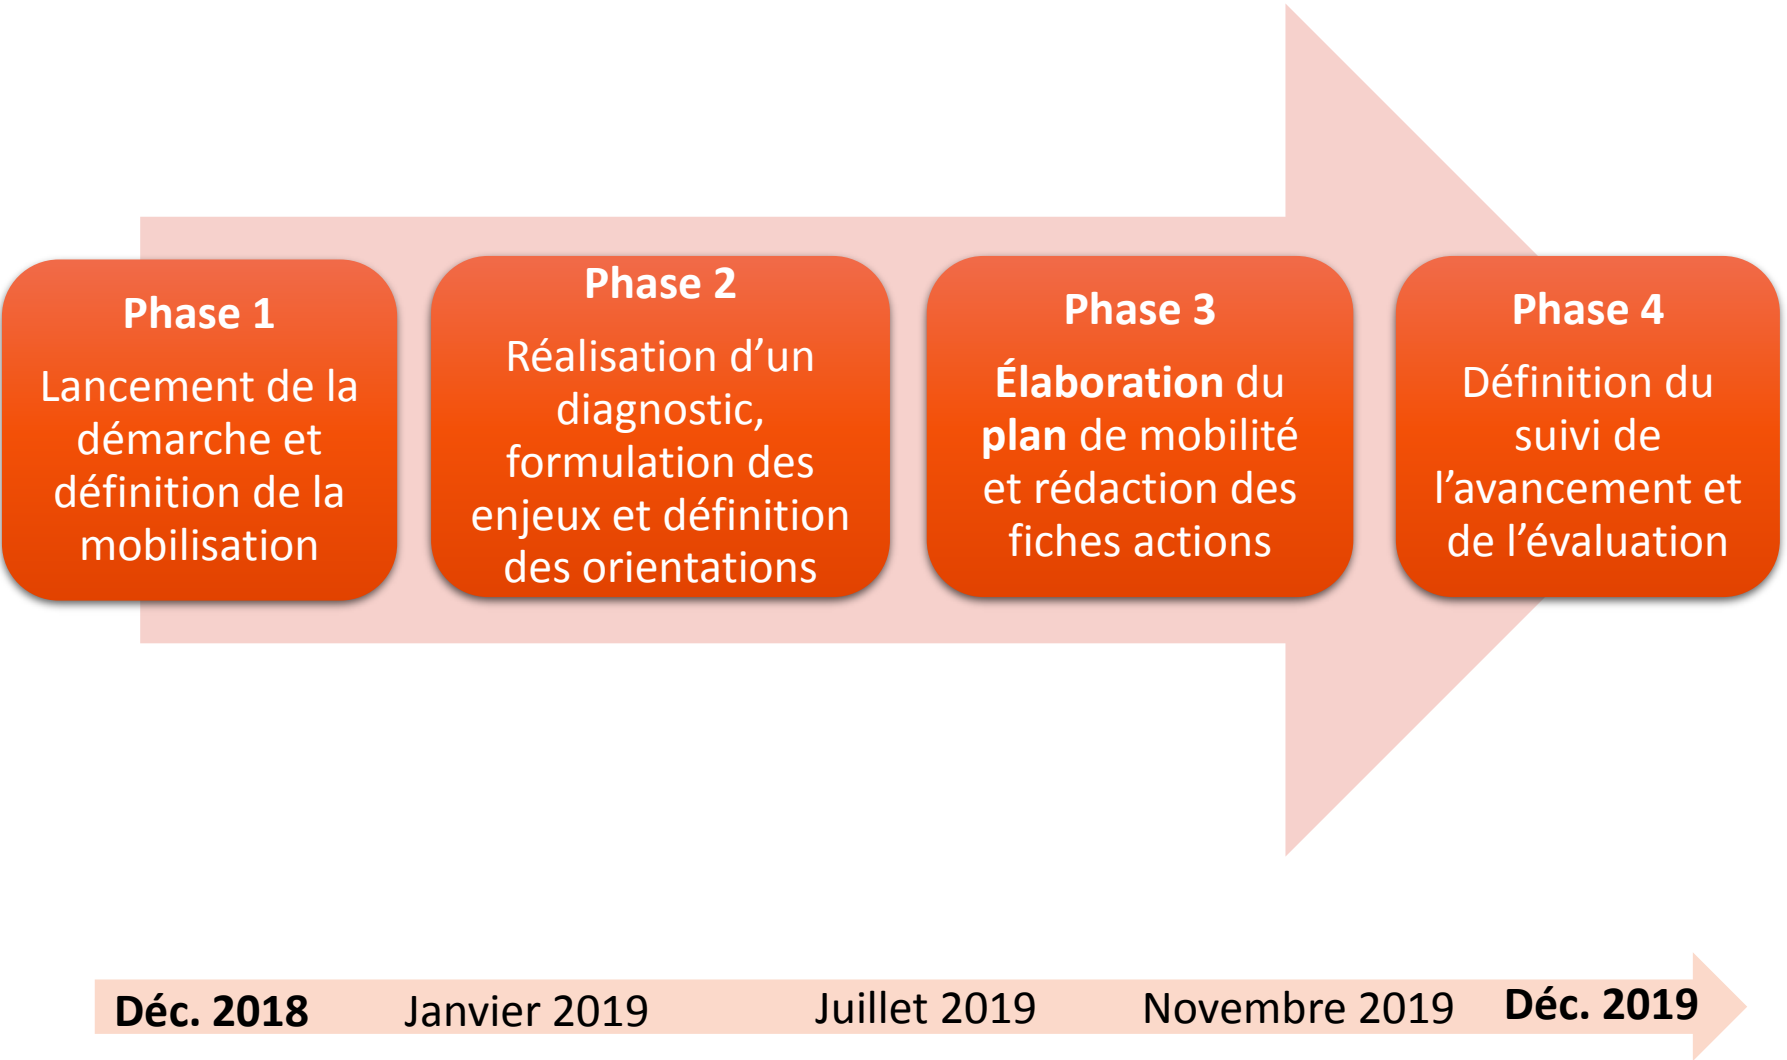 Phase 1
Lancement de la
démarche et
définition de la
mobilisation
Phase 2
Réalisation d’un
diagnostic,
formulation des
enjeux et définition
des orientations
Phase 3
Élaboration du
plan de mobilité
et rédaction des
fiches actions
Phase 4
Définition du
suivi de
l’avancement et
de l’évaluation
Déc. 2018
Janvier 2019
Juillet 2019
Novembre 2019
Déc. 2019